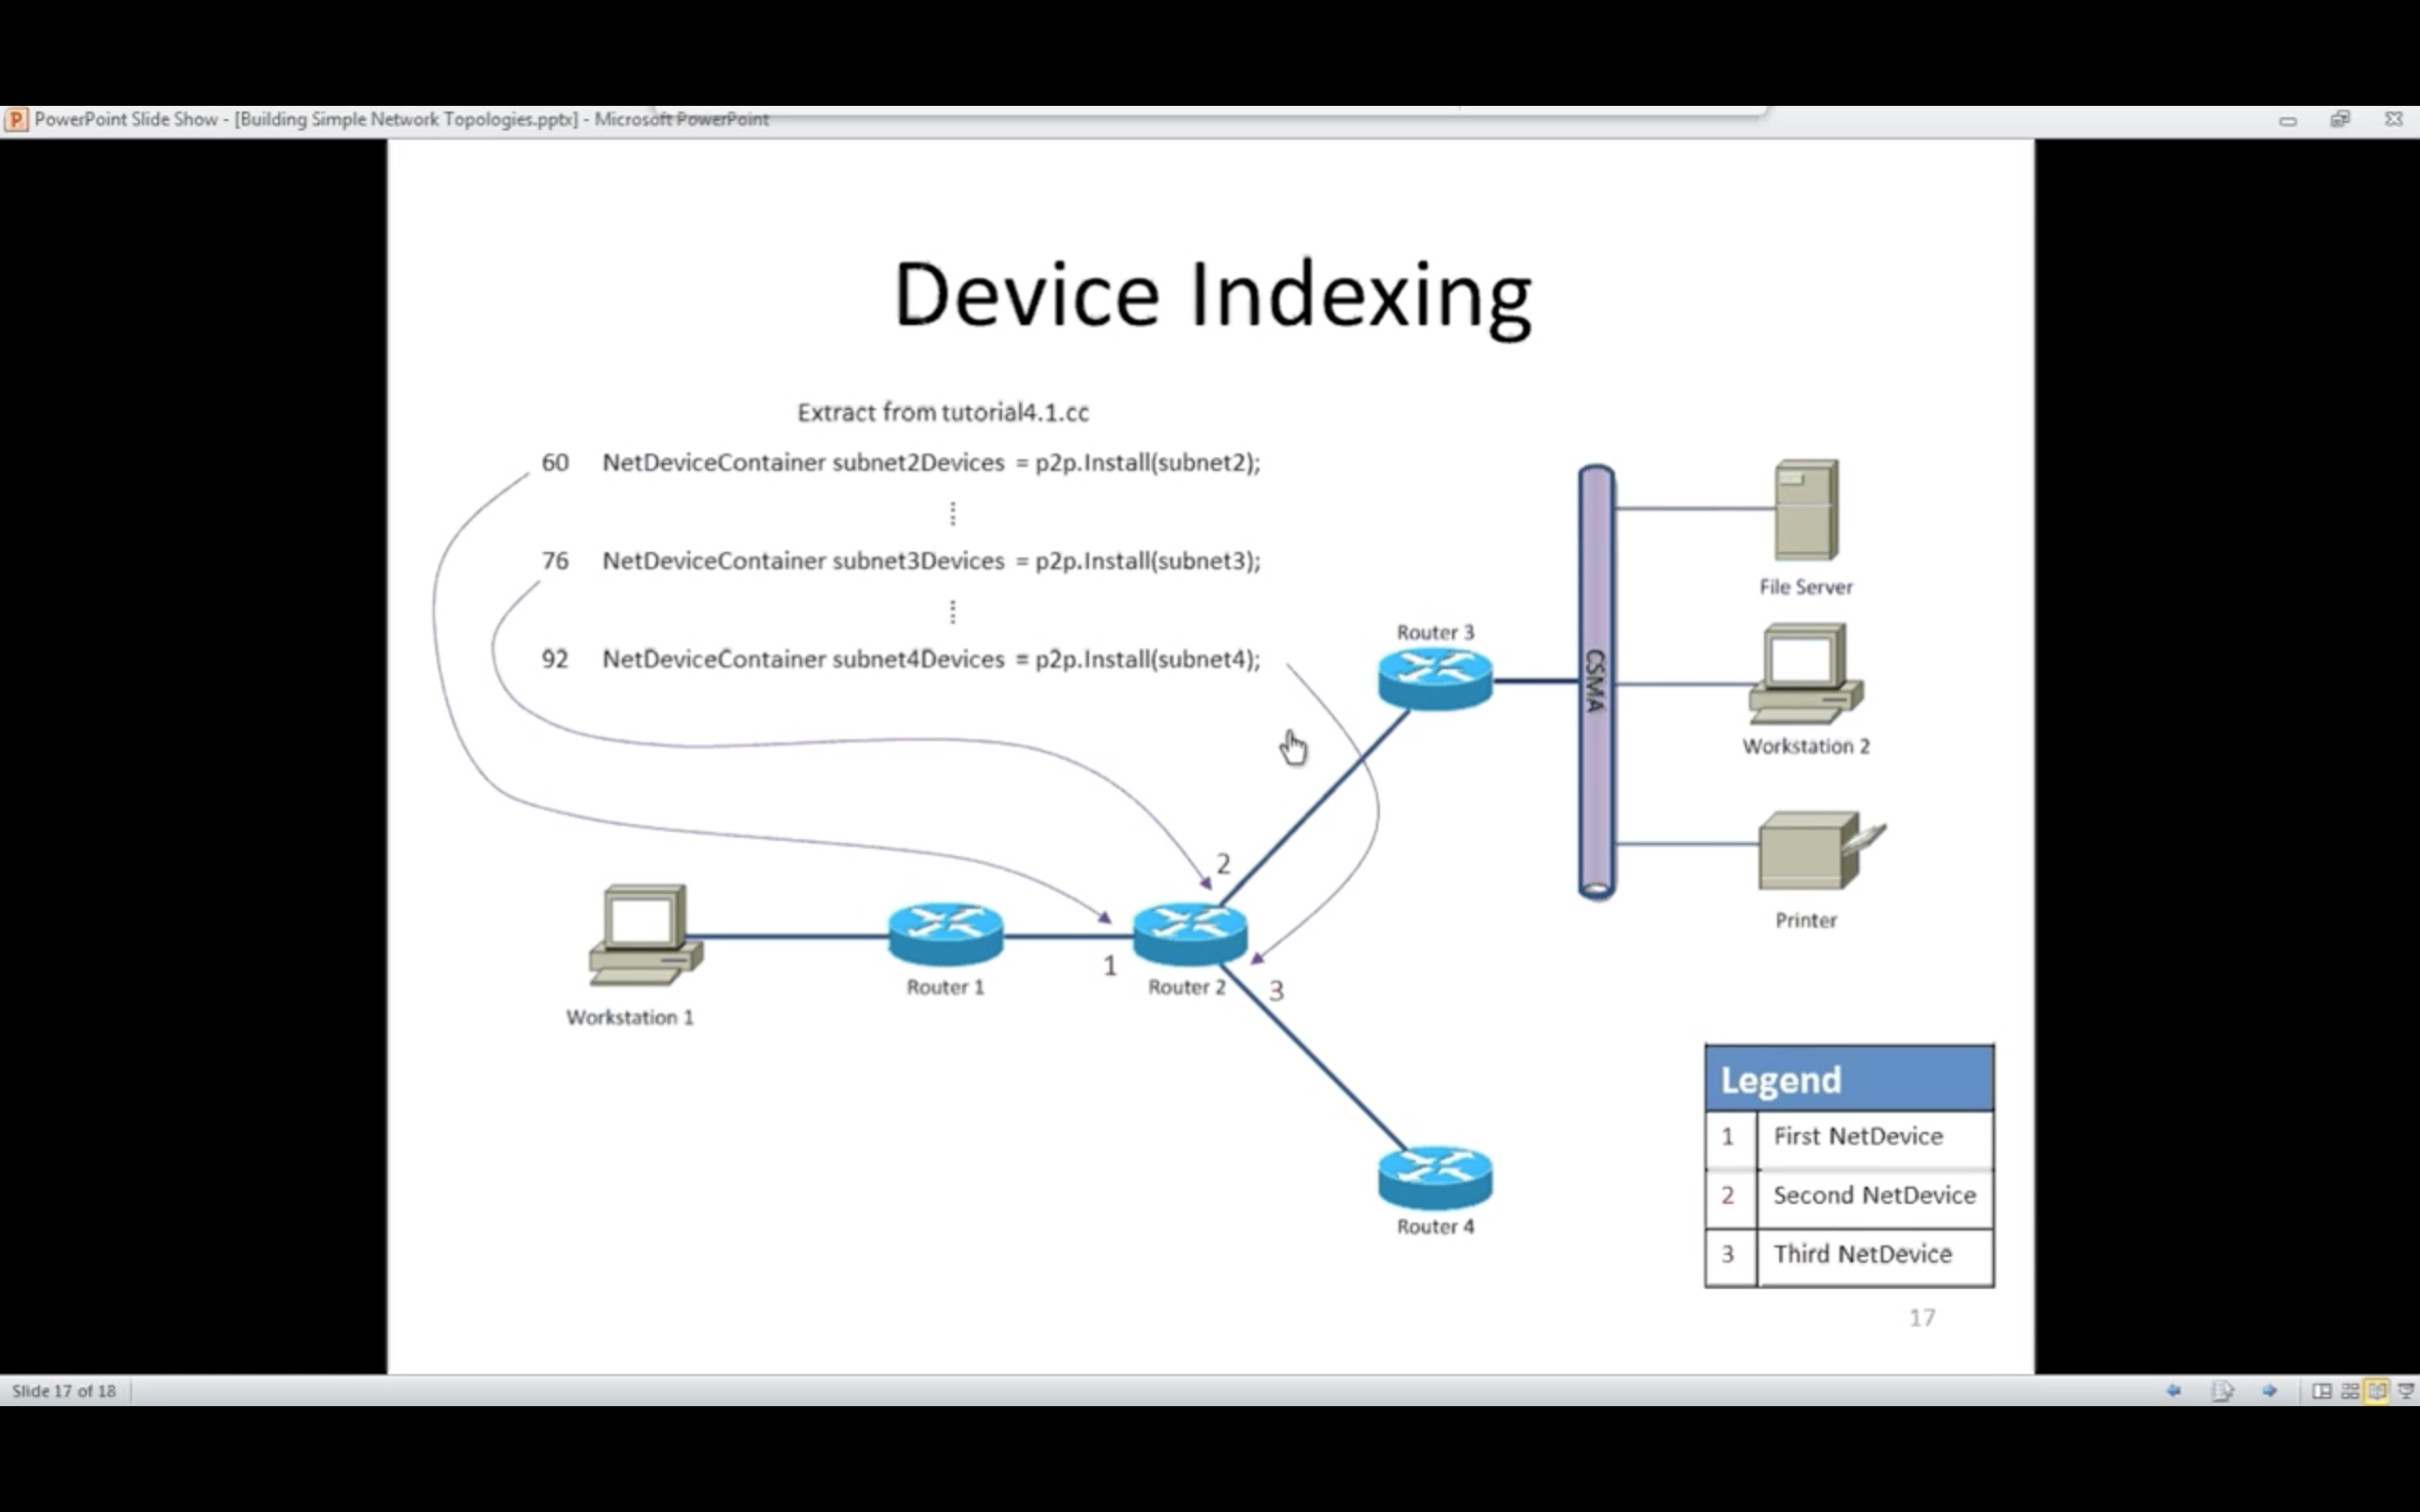 PowerPoint Slide Show - [Building Simple Network Topologies.pptx] - Microsoft PowerPoint
Device Indexing
Extract from tutorial4.1.cc
60 NetDeviceContainer subnet2Devices = p2p.Install(subnet2);
76 NetDeviceContainer subnet3Devices = p2p.Install(subnet3);
92 NetDeviceContainer subnet4Devices = p2p.Install(subnet4);
File Server
Router 3
CSMA
Workstation 2
2
Printer
1
Router 1
Router 2
3
Workstation 1
Router 4
Legend
1 First NetDevice
2 Second NetDevice
3 Third NetDevice
17
Slide 17 of 18